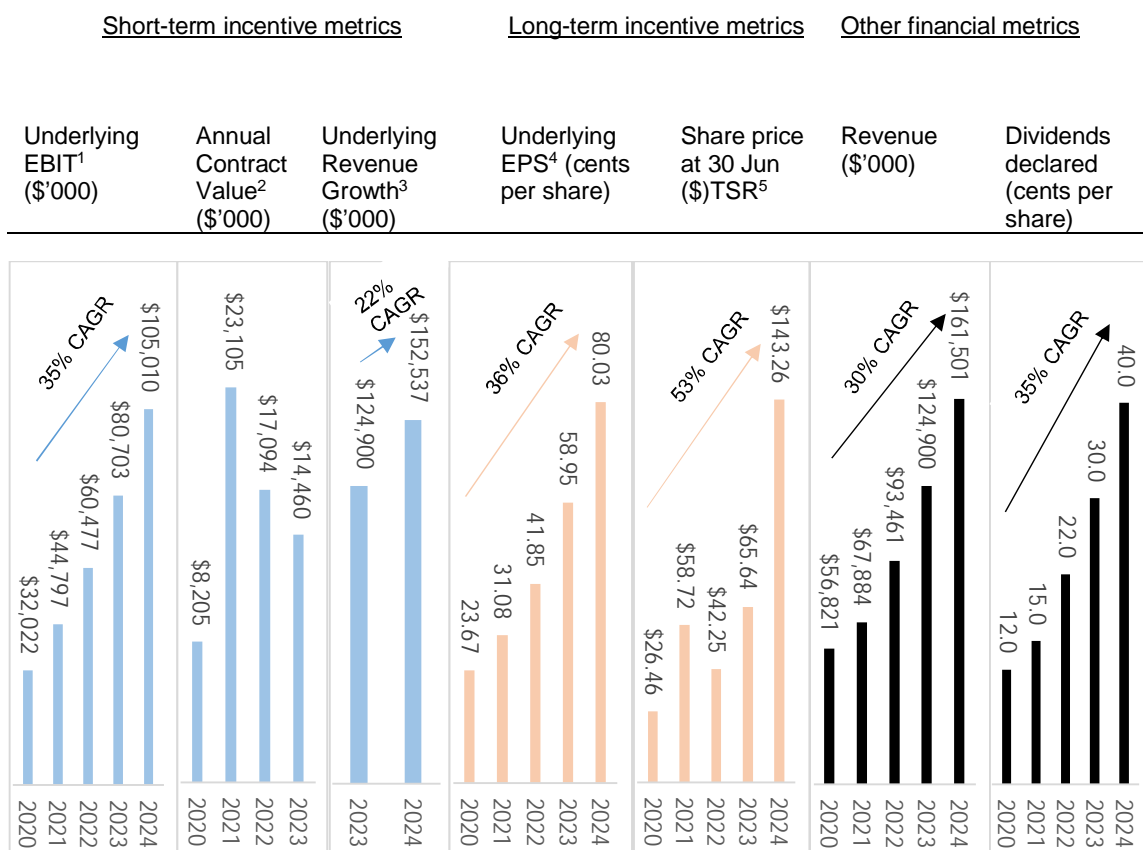 Short-term incentive metrics
Long-term incentive metrics
Other financial metrics
Underlying
EBIT¹
($'000)
Annual
Contract
Value²
($'000)
Underlying
Revenue
Growth³
($'000)
Underlying
EPS⁴ (cents
per share)
Share price
at 30 Jun
($)TSR⁵
Revenue
($'000)
Dividends
declared
(cents per
share)
35% CAGR
$32,022
$44,797
$60,477
$80,703
$105,010
2020
2021
2022
2023
2024
$8,205
$23,105
$17,094
$14,460
2020
2021
2022
2023
22%
CAGR
$124,900
$152,537
2023
2024
36% CAGR
23.67
31.08
41.85
58.95
80.03
2020
2021
2022
2023
2024
53% CAGR
$26.46
$58.72
$42.25
$65.64
$143.26
2020
2021
2022
2023
2024
30% CAGR
$56,821
$67,884
$93,461
$124,900
$161,501
2020
2021
2022
2023
2024
35% CAGR
12.0
15.0
22.0
30.0
40.0
2020
2021
2022
2023
2024